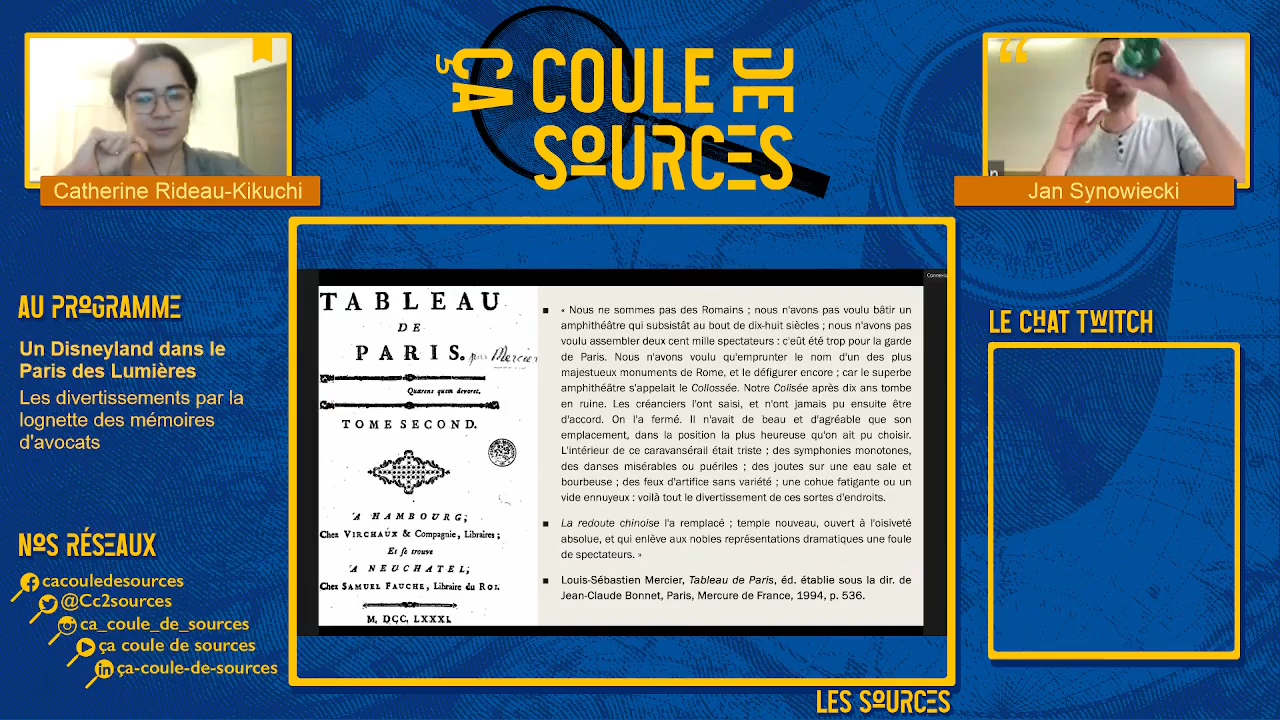 ÇA COULE DE
SOURCES
Catherine Rideau-Kikuchi
Jan Synowiecki
AU PROGRAMME
Un Disneyland dans le
Paris des Lumières
Les divertissements par la
lognette des mémoires
d'avocats
NOS RÉSEAUX
cacouledesources
@Cc2sources
ca_coule_de_sources
ça coule de sources
ça-coule-de-sources
TABLEAU
DE
PARIS. par Mercier
Quærens quem devoret.
TOME SECOND.
A HAMBOURG;
Chez VIRCHAUX & Compagnie, Libraires;
Et se trouve
A NEUCHATEL;
Chez SAMUEL FAUCHE, Libraire du ROI.
M. DCC. LXXXI.
« Nous ne sommes pas des Romains ; nous n'avons pas voulu bâtir un
amphithéâtre qui subsistât au bout de dix-huit siècles ; nous n'avons pas
voulu assembler deux cent mille spectateurs : c'eût été trop pour la garde
de Paris. Nous n'avons voulu qu'emprunter le nom d'un des plus
majestueux monuments de Rome, et le défigurer encore ; car le superbe
amphithéâtre s'appelait le Collossée. Notre Colisée après dix ans tombe
en ruine. Les créanciers l'ont saisi, et n'ont jamais pu ensuite être
d'accord. On l'a fermé. Il n'avait de beau et d'agréable que son
emplacement, dans la position la plus heureuse qu'on ait pu choisir.
L'intérieur de ce caravansérail était triste ; des symphonies monotones,
des danses misérables ou puériles ; des joutes sur une eau sale et
bourbeuse ; des feux d'artifice sans variété ; une cohue fatigante ou un
vide ennuyeux : voilà tout le divertissement de ces sortes d'endroits.
La redoute chinoise l'a remplacé ; temple nouveau, ouvert à l'oisiveté
absolue, et qui enlève aux nobles représentations dramatiques une foule
de spectateurs. »
Louis-Sébastien Mercier, Tableau de Paris, éd. établie sous la dir. de
Jean-Claude Bonnet, Paris, Mercure de France, 1994, p. 536.
LE CHAT TWITCH
LES SOURCES